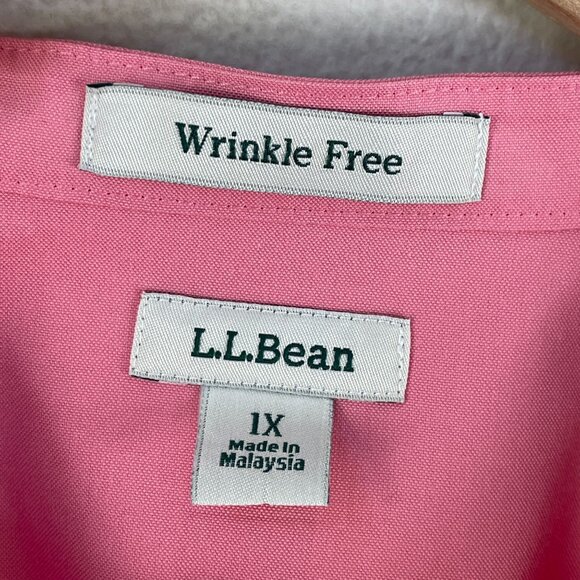 Wrinkle Free
L.L.Bean
1X
Made In
Malaysia